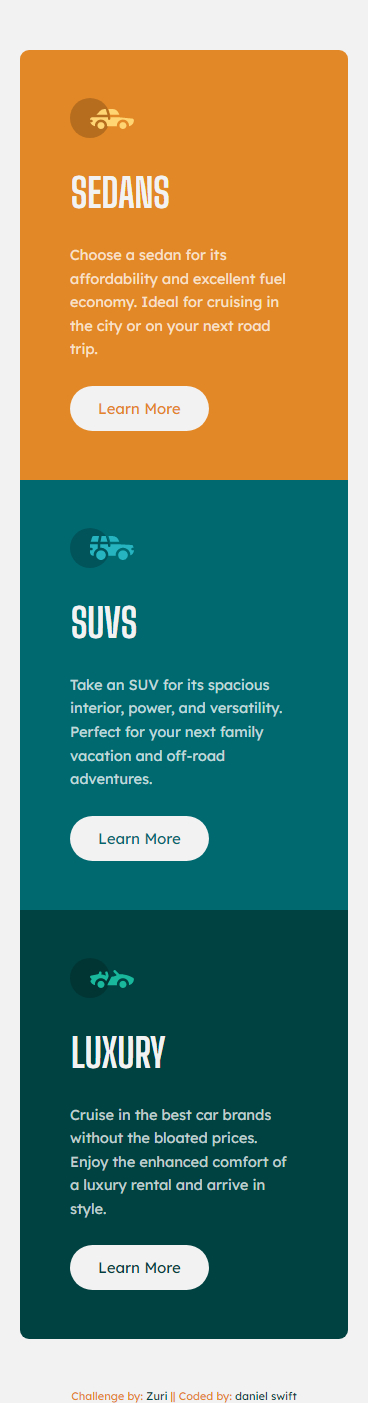 SEDANS
Choose a sedan for its
affordability and excellent fuel
economy. Ideal for cruising in
the city or on your next road
trip.
Learn More
SUVS
Take an SUV for its spacious
interior, power, and versatility.
Perfect for your next family
vacation and off-road
adventures.
Learn More
LUXURY
Cruise in the best car brands
without the bloated prices.
Enjoy the enhanced comfort of
a luxury rental and arrive in
style.
Learn More
Challenge by: Zuri || Coded by: daniel swift